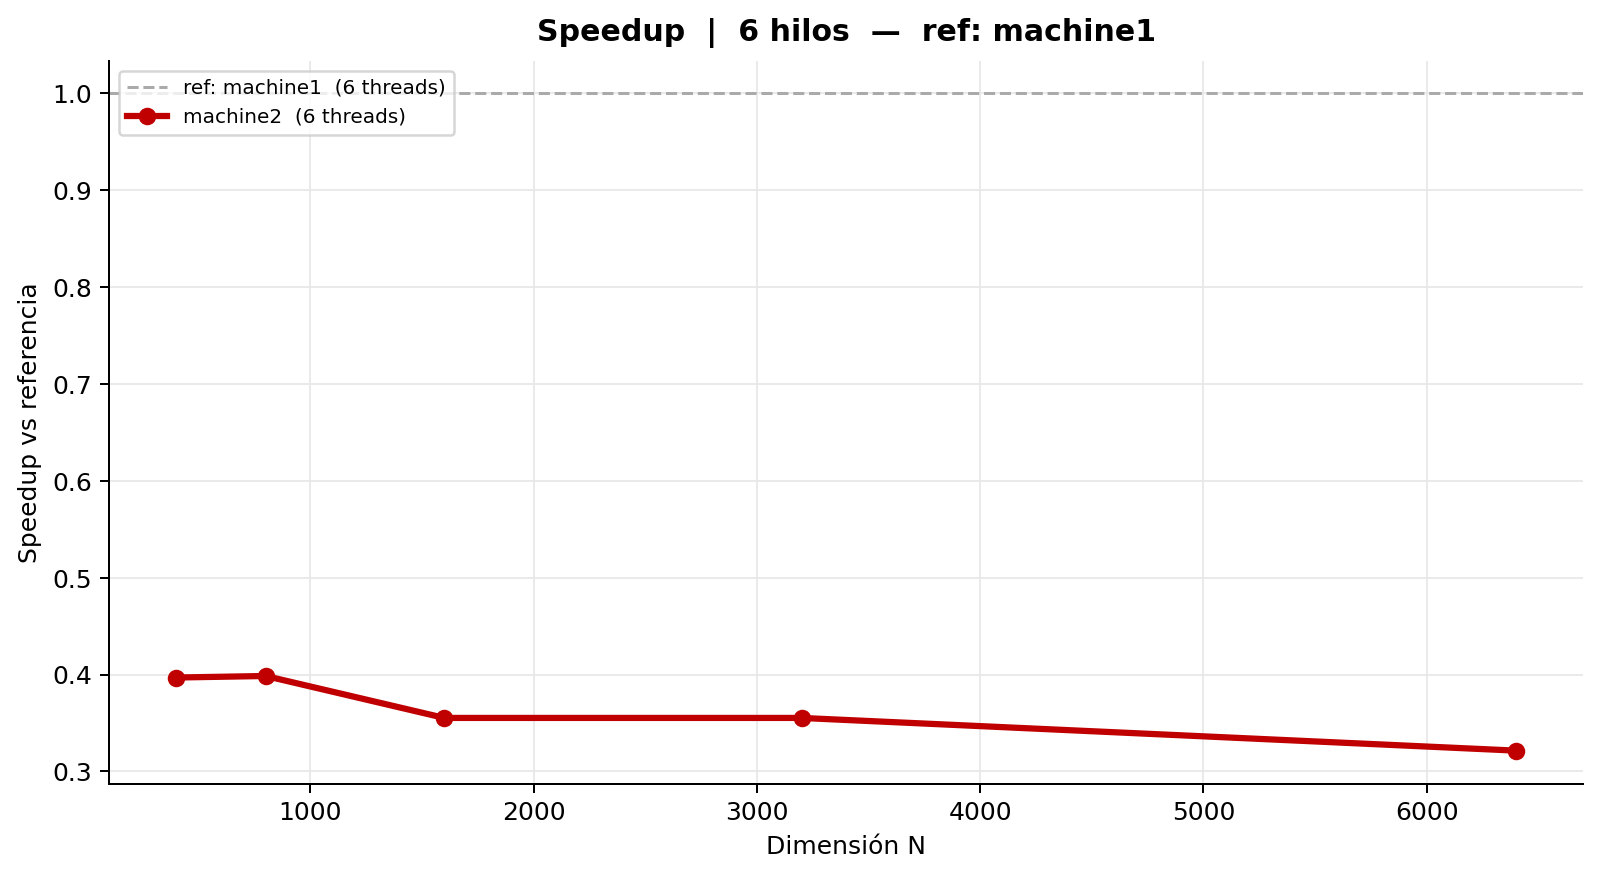 Speedup | 6 hilos — ref: machine1
ref: machine1 (6 threads)
machine2 (6 threads)
Speedup vs referencia
1.0
0.9
0.8
0.7
0.6
0.5
0.4
0.3
1000 2000 3000 4000 5000 6000
Dimensión N